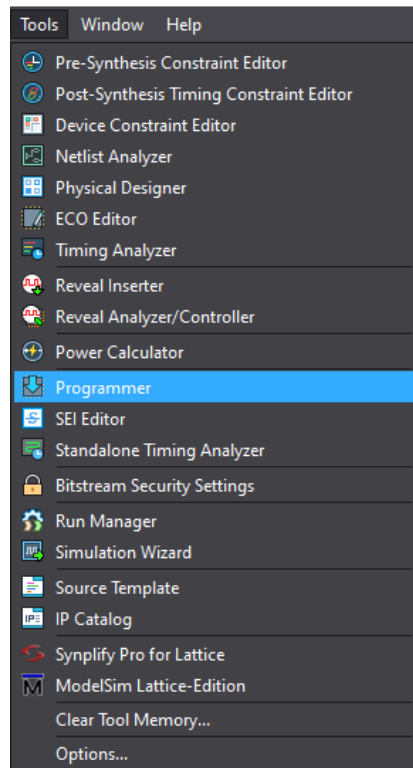 Tools Window Help
Pre-Synthesis Constraint Editor
Post-Synthesis Timing Constraint Editor
Device Constraint Editor
Netlist Analyzer
Physical Designer
ECO Editor
Timing Analyzer
Reveal Inserter
Reveal Analyzer/Controller
Power Calculator
Programmer
SEI Editor
Standalone Timing Analyzer
Bitstream Security Settings
Run Manager
Simulation Wizard
Source Template
IP Catalog
Synplify Pro for Lattice
ModelSim Lattice-Edition
Clear Tool Memory...
Options...